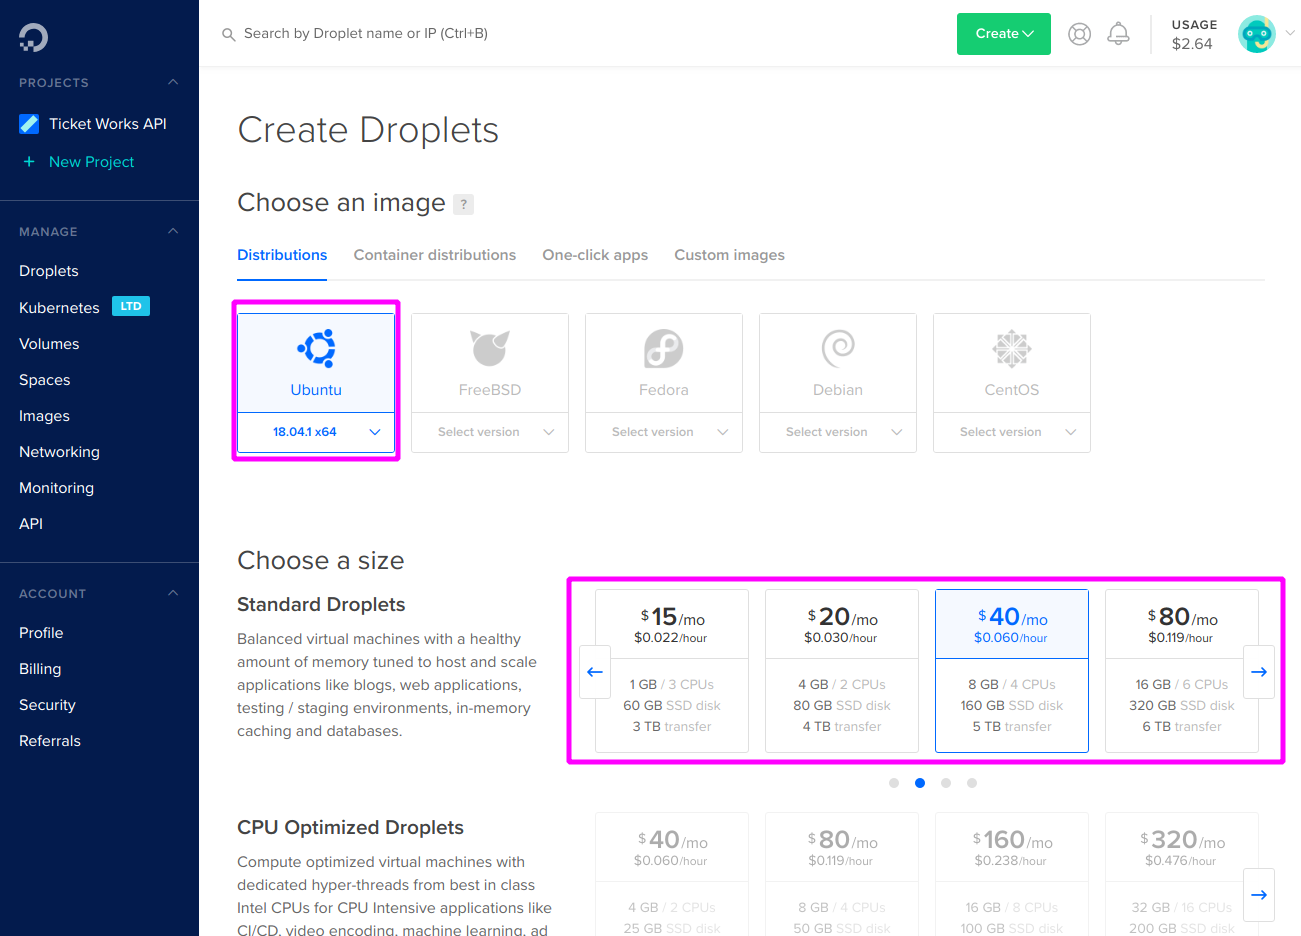 Search by Droplet name or IP (Ctrl+B)
Create
USAGE
$2.64
PROJECTS
Ticket Works API
+ New Project
MANAGE
Droplets
Kubernetes LTD
Volumes
Spaces
Images
Networking
Monitoring
API
ACCOUNT
Profile
Billing
Security
Referrals
Create Droplets
Choose an image ?
Distributions Container distributions One-click apps Custom images
Ubuntu
18.04.1 x64
FreeBSD
Select version
Fedora
Select version
Debian
Select version
CentOS
Select version
Choose a size
Standard Droplets
Balanced virtual machines with a healthy
amount of memory tuned to host and scale
applications like blogs, web applications,
testing / staging environments, in-memory
caching and databases.
$15/mo
$0.022/hour
1 GB / 3 CPUs
60 GB SSD disk
3 TB transfer
$20/mo
$0.030/hour
4 GB / 2 CPUs
80 GB SSD disk
4 TB transfer
$40/mo
$0.060/hour
8 GB / 4 CPUs
160 GB SSD disk
5 TB transfer
$80/mo
$0.119/hour
16 GB / 6 CPUs
320 GB SSD disk
6 TB transfer
CPU Optimized Droplets
Compute optimized virtual machines with
dedicated hyper-threads from best in class
Intel CPUs for CPU Intensive applications like
CI/CD, video encoding, machine learning, ad
$40/mo
$0.060/hour
4 GB / 2 CPUs
25 GB SSD disk
$80/mo
$0.119/hour
8 GB / 4 CPUs
50 GB SSD disk
$160/mo
$0.238/hour
16 GB / 8 CPUs
100 GB SSD disk
$320/mo
$0.476/hour
32 GB / 16 CPUs
200 GB SSD disk